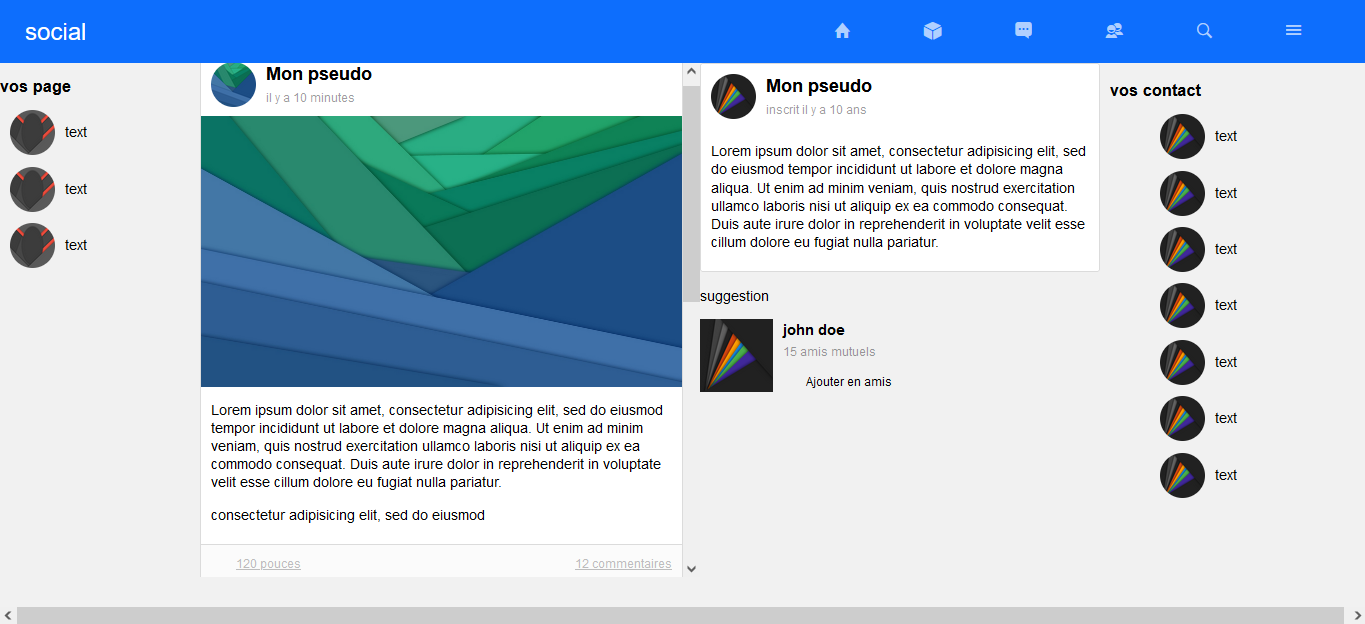 social
vos page
text
text
text
Mon pseudo
il y a 10 minutes
Lorem ipsum dolor sit amet, consectetur adipisicing elit, sed do eiusmod
tempor incididunt ut labore et dolore magna aliqua. Ut enim ad minim
veniam, quis nostrud exercitation ullamco laboris nisi ut aliquip ex ea
commodo consequat. Duis aute irure dolor in reprehenderit in voluptate
velit esse cillum dolore eu fugiat nulla pariatur.
consectetur adipisicing elit, sed do eiusmod
120 pouces
12 commentaires
Mon pseudo
inscrit il y a 10 ans
Lorem ipsum dolor sit amet, consectetur adipisicing elit, sed
do eiusmod tempor incididunt ut labore et dolore magna
aliqua. Ut enim ad minim veniam, quis nostrud exercitation
ullamco laboris nisi ut aliquip ex ea commodo consequat.
Duis aute irure dolor in reprehenderit in voluptate velit esse
cillum dolore eu fugiat nulla pariatur.
suggestion
john doe
15 amis mutuels
Ajouter en amis
vos contact
text
text
text
text
text
text
text